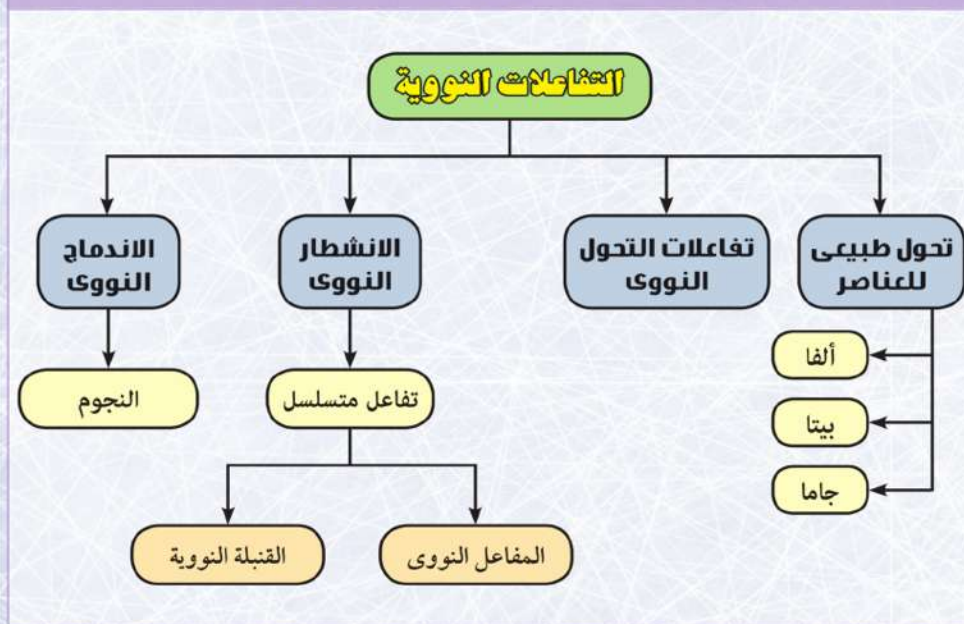 التفاعلات النووية
تحول طبيعى
للعناصر
تفاعلات التحول
النووى
الانشطار
النووى
الاندماج
النووى
ألفا
بيتا
جاما
تفاعل متسلسل
النجوم
المفاعل النووى
القنبلة النووية